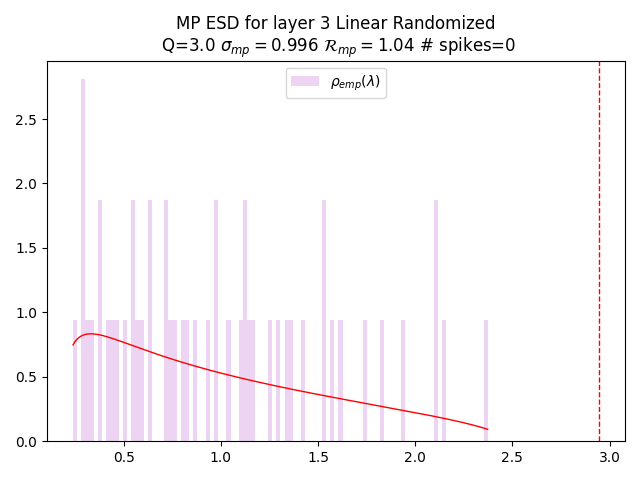 MP ESD for layer 3 Linear Randomized
Q=3.0 σ_mp = 0.996 ℛ_mp = 1.04 # spikes=0
ρ_emp(λ)
2.5
2.0
1.5
1.0
0.5
0.0
0.5 1.0 1.5 2.0 2.5 3.0